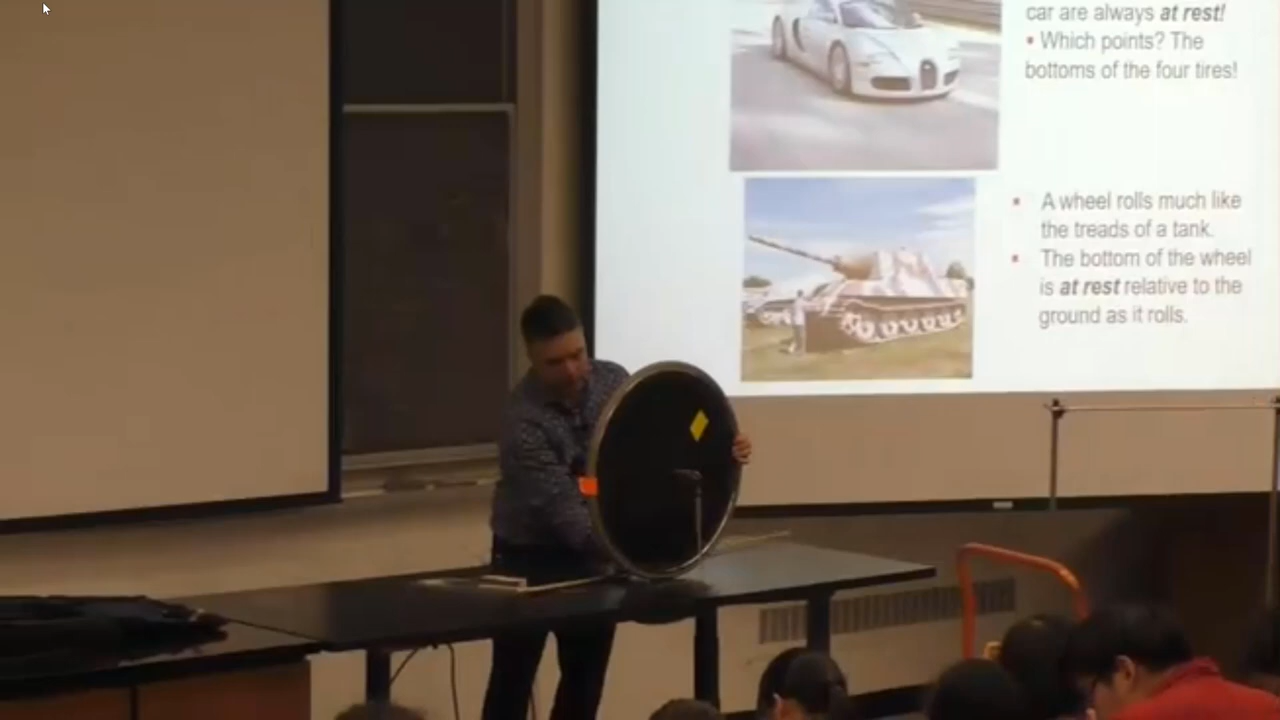 car are always at rest!
• Which points? The
bottoms of the four tires!
• A wheel rolls much like
the treads of a tank.
• The bottom of the wheel
is at rest relative to the
ground as it rolls.